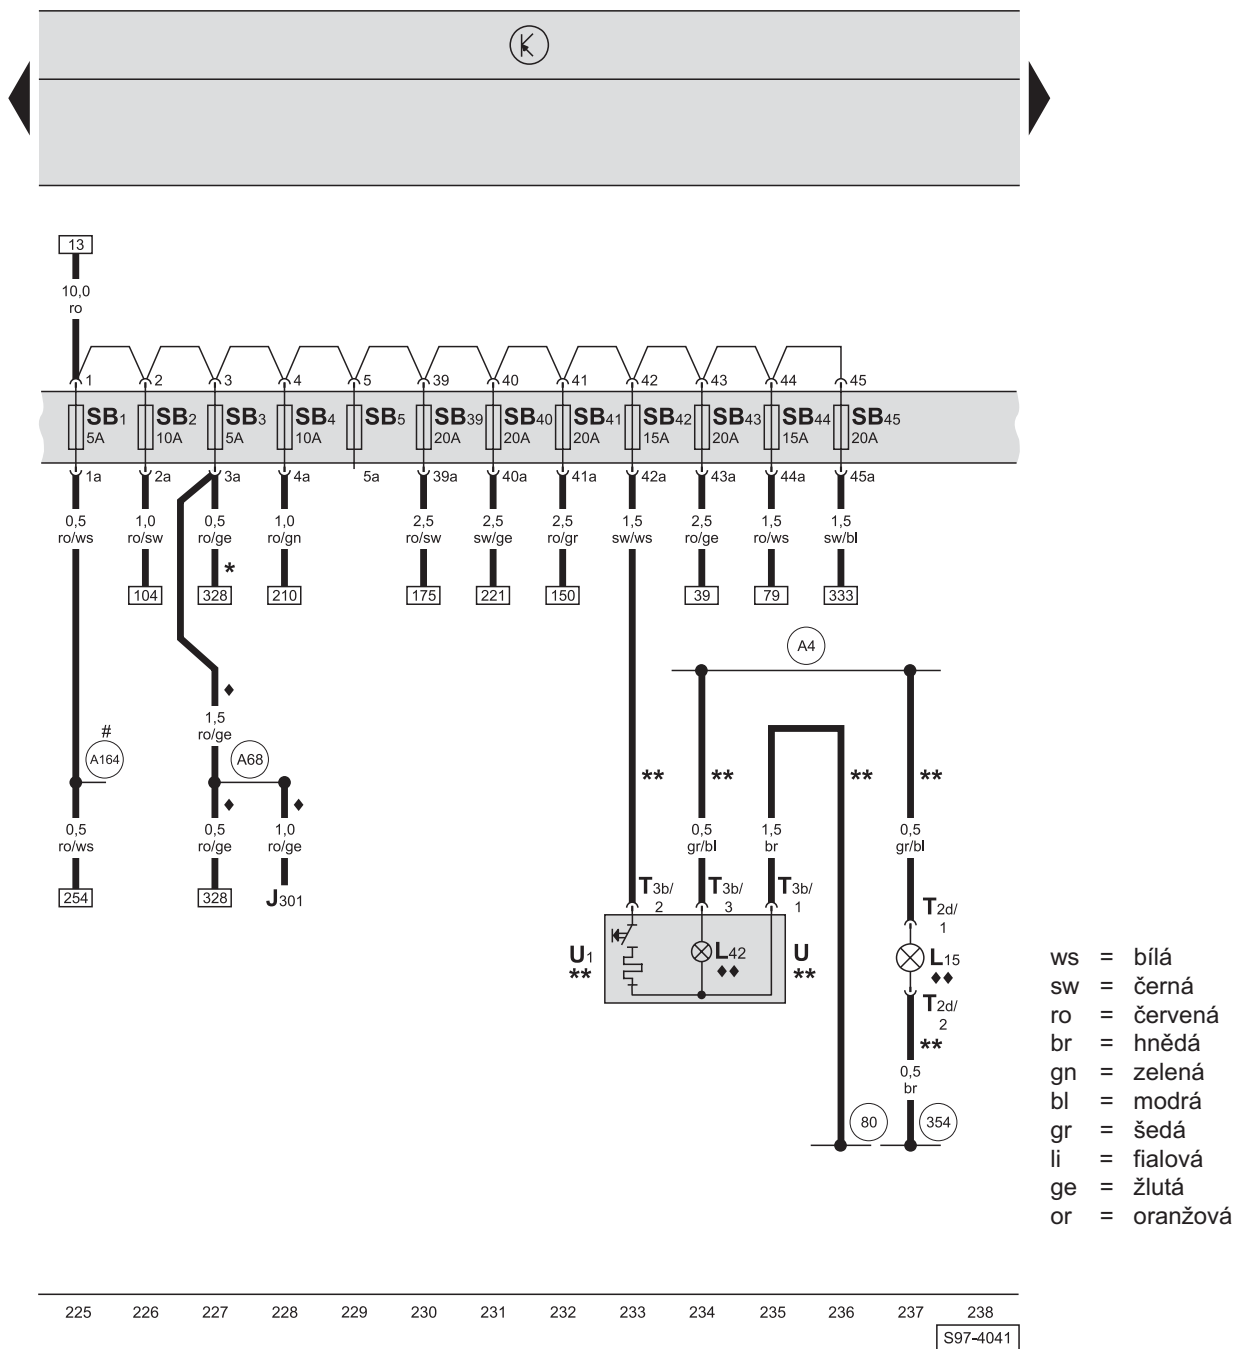 13
10,0
ro
1 2 3 4 5 39 40 41 42 43 44 45
SB1 SB2 SB3 SB4 SB5 SB39 SB40 SB41 SB42 SB43 SB44 SB45
5A 10A 5A 10A 20A 20A 20A 15A 20A 15A 20A
1a 2a 3a 4a 5a 39a 40a 41a 42a 43a 44a 45a
0,5 1,0 0,5 1,0 2,5 2,5 2,5 1,5 2,5 1,5 1,5
ro/ws ro/sw ro/ge ro/gn ro/sw sw/ge ro/gr sw/ws ro/ge ro/ws sw/bl
*
104 328 210 175 221 150 39 79 333
A4
♦
1,5
ro/ge
#
A164 A68
** ** ** **
♦ ♦
0,5 0,5 1,0 0,5 1,5 0,5
ro/ws ro/ge ro/ge gr/bl br gr/bl
254 328 J301
T3b/ T3b/ T3b/
2 3 1
T2d/
1
U1 L42 U L15
** ♦♦ ** ♦♦
T2d/
2
**
0,5
br
80 354
ws = bílá
sw = černá
ro = červená
br = hnědá
gn = zelená
bl = modrá
gr = šedá
li = fialová
ge = žlutá
or = oranžová
225 226 227 228 229 230 231 232 233 234 235 236 237 238
S97-4041